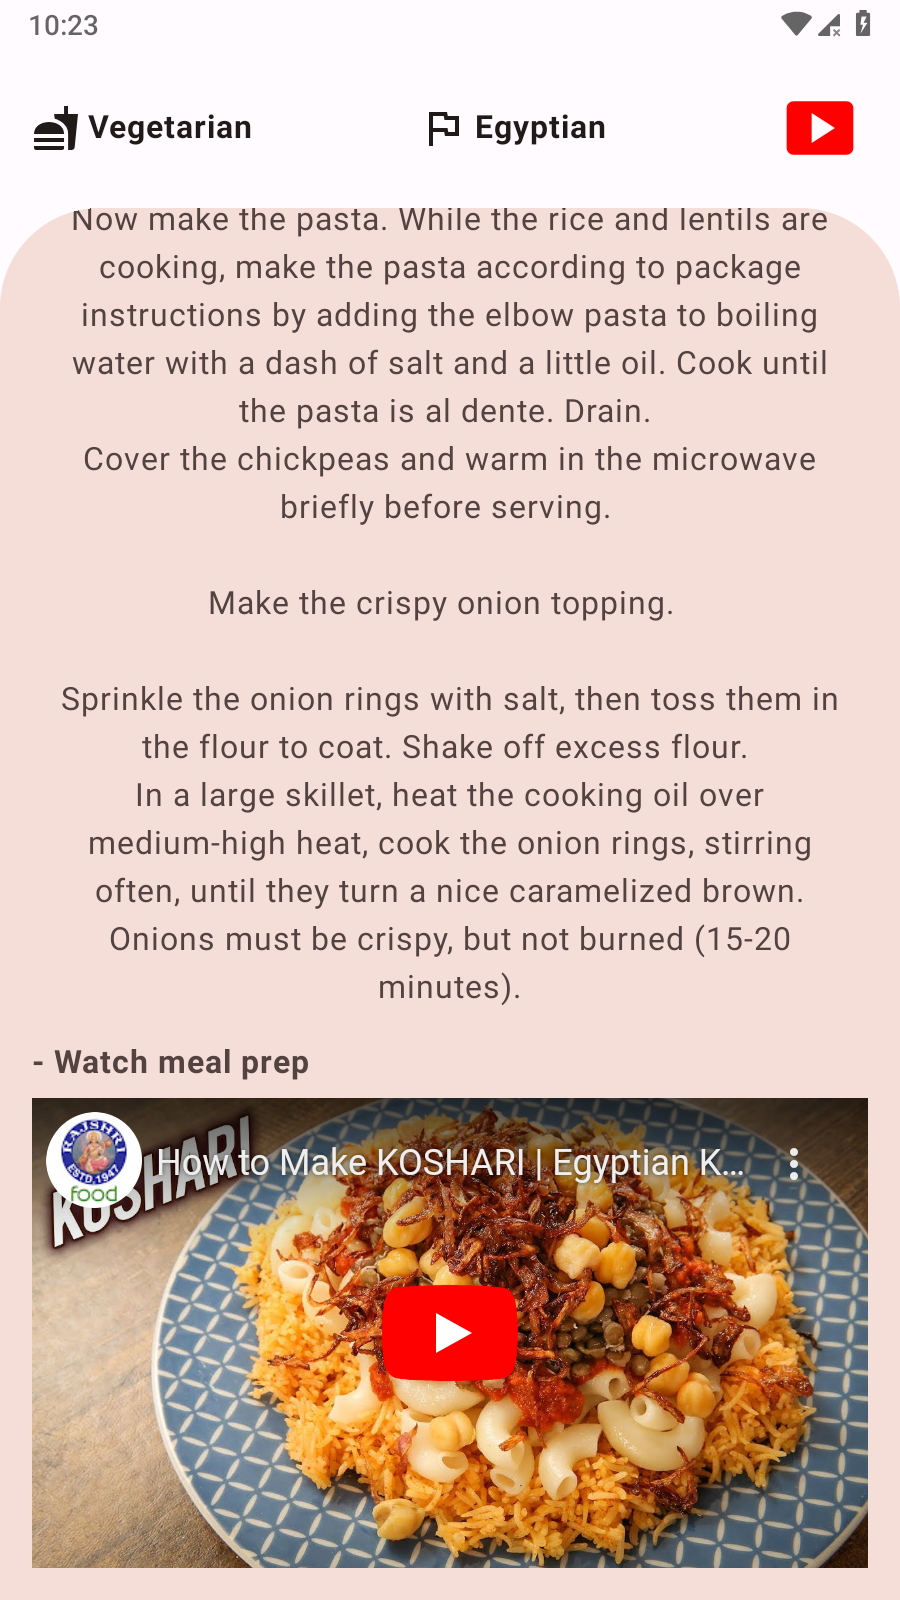 10:23
Vegetarian
Egyptian
Now make the pasta. While the rice and lentils are
cooking, make the pasta according to package
instructions by adding the elbow pasta to boiling
water with a dash of salt and a little oil. Cook until
the pasta is al dente. Drain.
Cover the chickpeas and warm in the microwave
briefly before serving.
Make the crispy onion topping.
Sprinkle the onion rings with salt, then toss them in
the flour to coat. Shake off excess flour.
In a large skillet, heat the cooking oil over
medium-high heat, cook the onion rings, stirring
often, until they turn a nice caramelized brown.
Onions must be crispy, but not burned (15-20
minutes).
- Watch meal prep
RAJSHRI
ESTD.1947
food
How to Make KOSHARI | Egyptian K...
KOSHARI